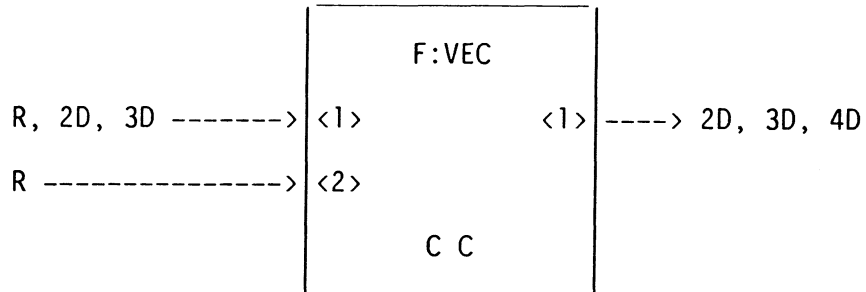 F:VEC
R, 2D, 3D -------> <1> <1> ----> 2D, 3D, 4D
R ---------------> <2>
C C